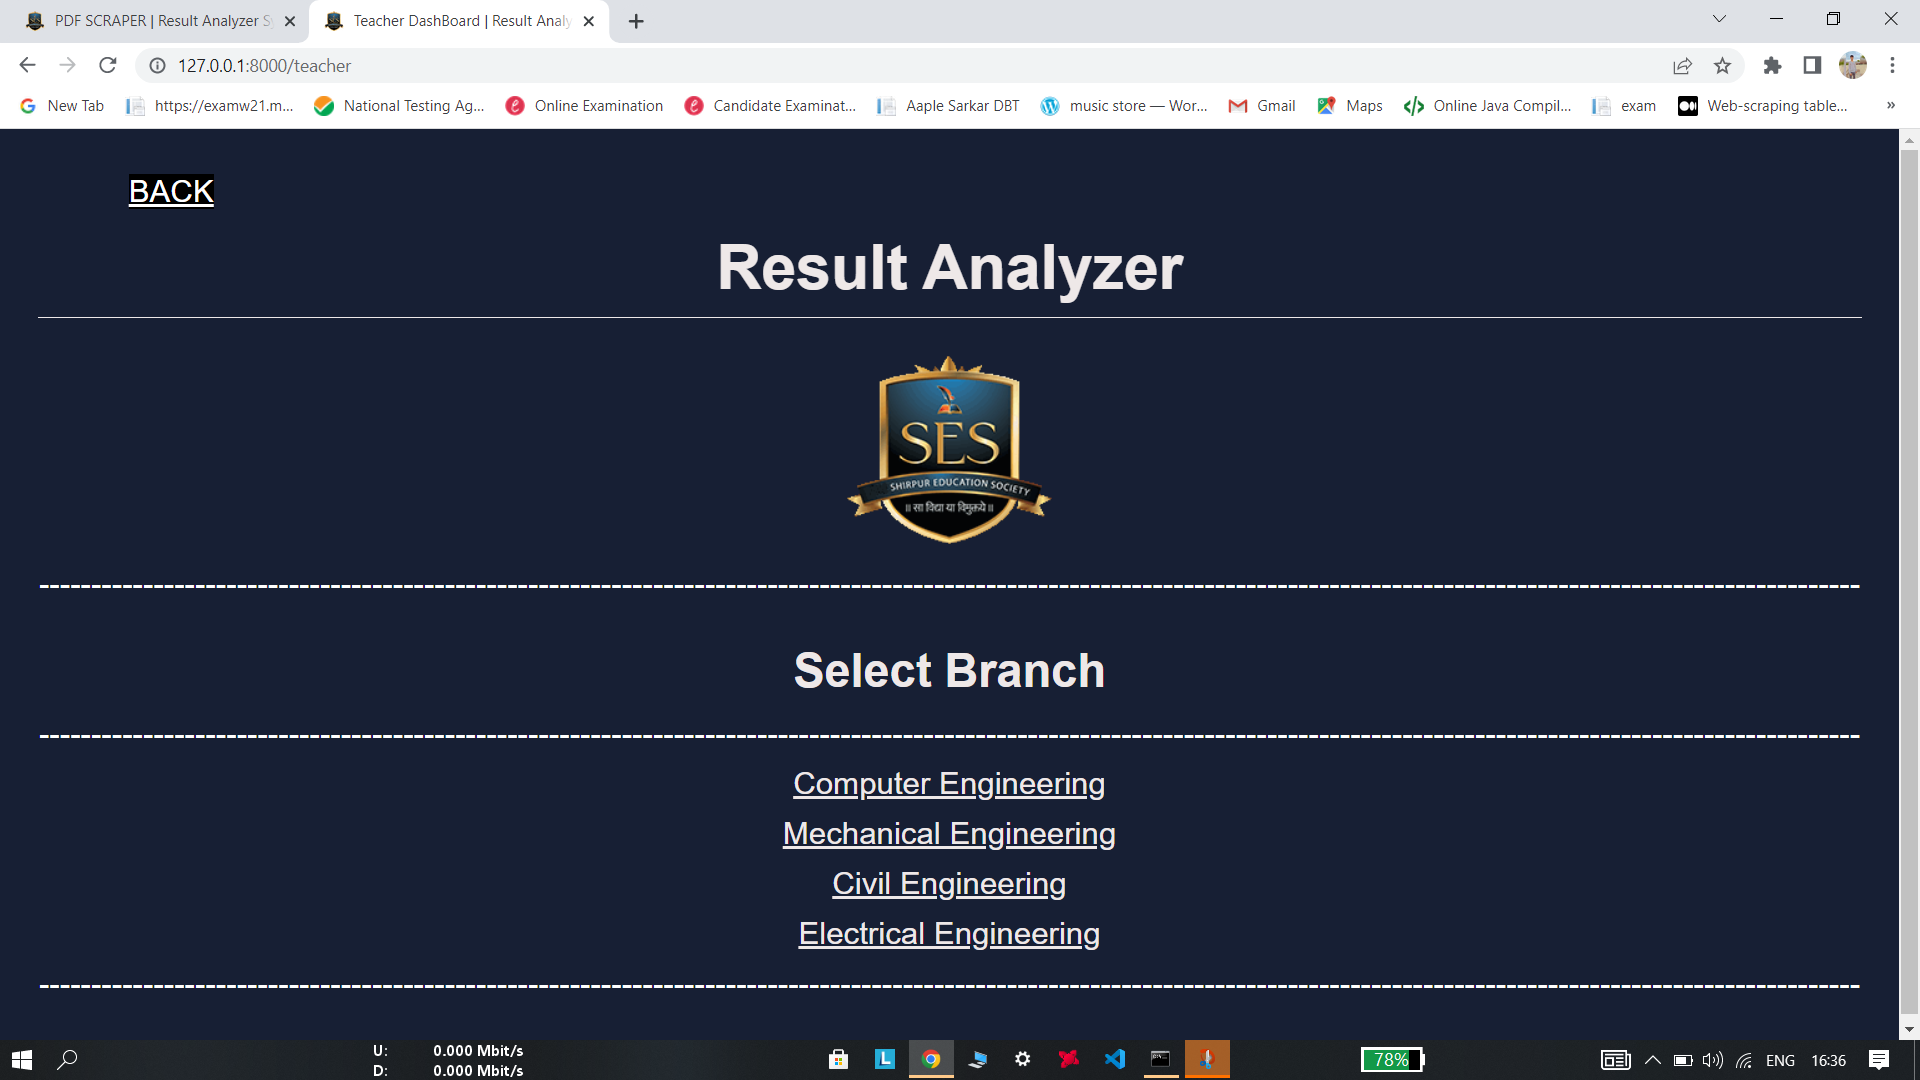 PDF SCRAPER | Result Analyzer Sy
Teacher DashBoard | Result Analy
127.0.0.1:8000/teacher
New Tab
https://examw21.m...
National Testing Ag...
Online Examination
Candidate Examinat...
Aaple Sarkar DBT
music store — Wor...
Gmail
Maps
Online Java Compil...
exam
Web-scraping table...
»
BACK
Result Analyzer
SES
SHIRPUR EDUCATION SOCIETY
॥ सा विद्या या विमुक्तये ॥
--------------------------------------------------------------------------------------------------------------------------------------------------------------------------------
Select Branch
--------------------------------------------------------------------------------------------------------------------------------------------------------------------------------
Computer Engineering
Mechanical Engineering
Civil Engineering
Electrical Engineering
--------------------------------------------------------------------------------------------------------------------------------------------------------------------------------
U: 0.000 Mbit/s
D: 0.000 Mbit/s
L
78%
ENG
16:36